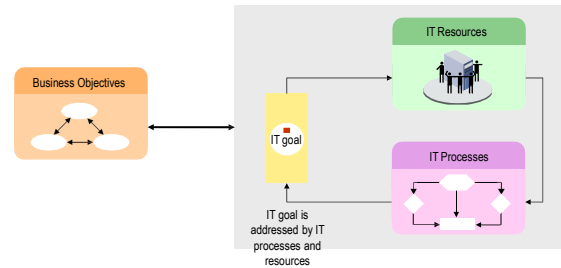 IT Resources
Business Objectives
IT goal
IT Processes
IT goal is
addressed by IT
processes and
resources